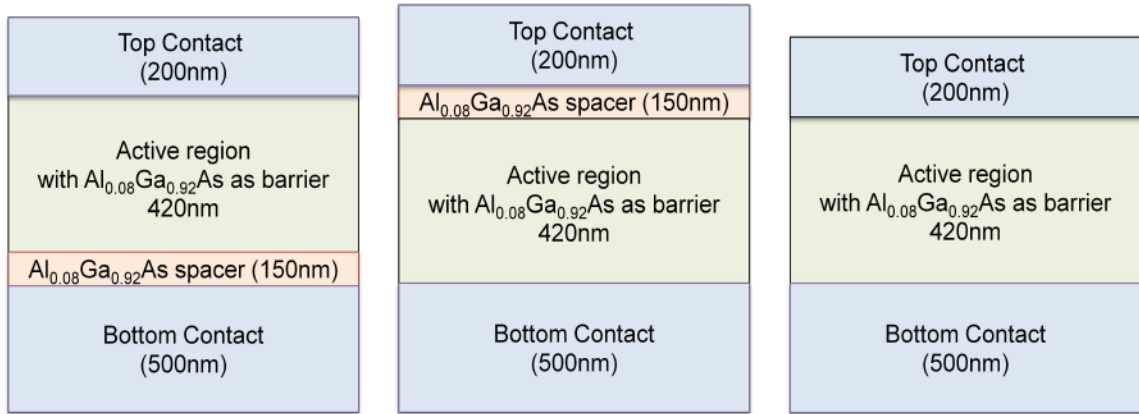 Top Contact
(200nm)
Active region
with Al₀.₀₈Ga₀.₉₂As as barrier
420nm
Al₀.₀₈Ga₀.₉₂As spacer (150nm)
Bottom Contact
(500nm)
Top Contact
(200nm)
Al₀.₀₈Ga₀.₉₂As spacer (150nm)
Active region
with Al₀.₀₈Ga₀.₉₂As as barrier
420nm
Bottom Contact
(500nm)
Top Contact
(200nm)
Active region
with Al₀.₀₈Ga₀.₉₂As as barrier
420nm
Bottom Contact
(500nm)